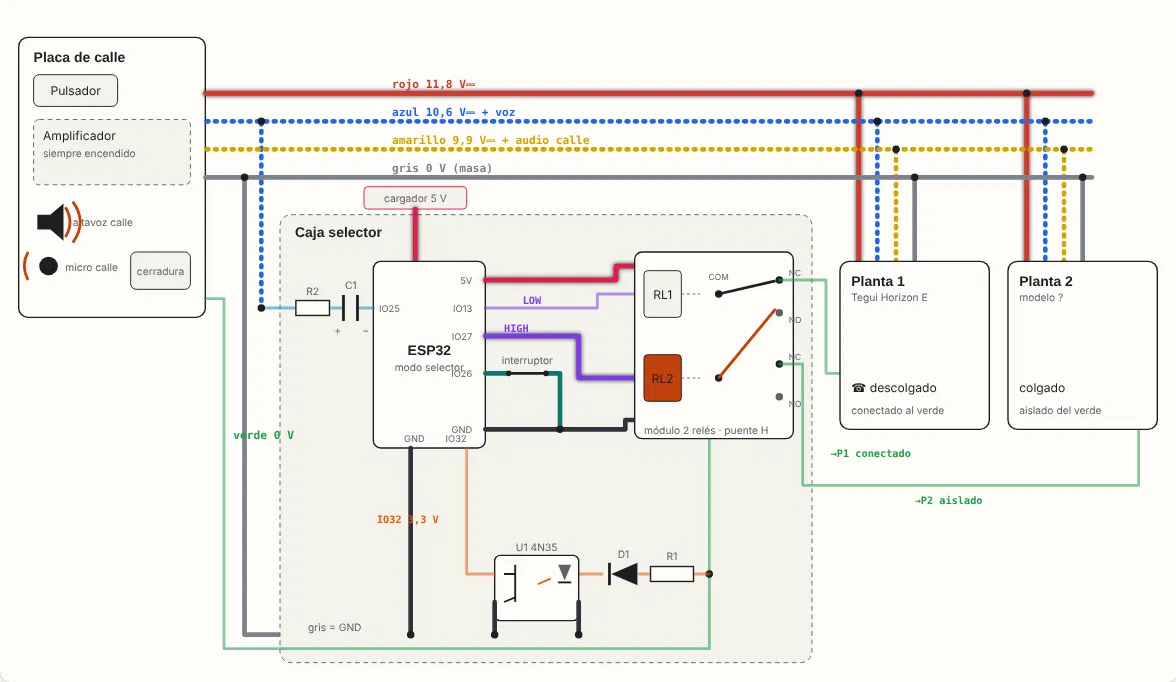 Placa de calle
Pulsador
Amplificador
siempre encendido
altavoz calle
micro calle
cerradura
rojo 11,8 V⎓
azul 10,6 V⎓ + voz
amarillo 9,9 V⎓ + audio calle
gris 0 V (masa)
cargador 5 V
Caja selector
R2
C1
+
−
IO25
5V
IO13
IO27
IO26
ESP32
modo selector
GND
GND
IO32
LOW
HIGH
interruptor
RL1
RL2
COM
NC
NO
NC
NO
módulo 2 relés · puente H
Planta 1
Tegui Horizon E
☎ descolgado
conectado al verde
Planta 2
modelo ?
colgado
aislado del verde
verde 0 V
→P1 conectado
→P2 aislado
IO32 3,3 V
U1 4N35
D1
R1
gris = GND